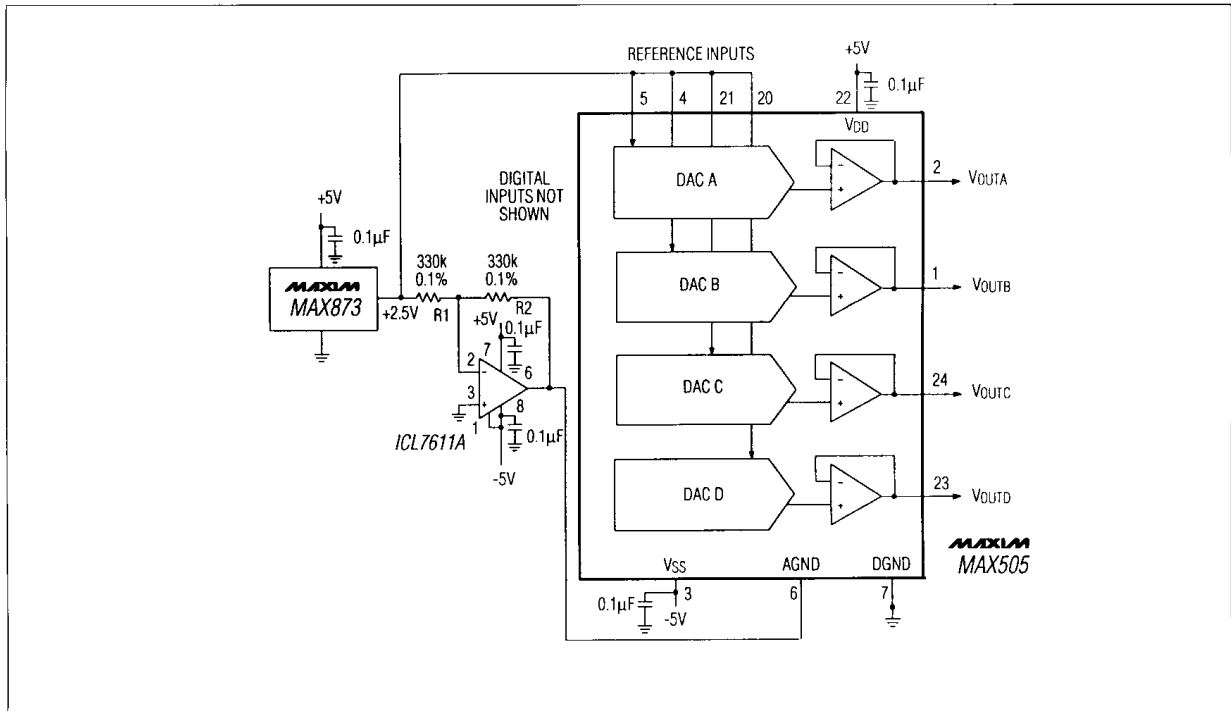 REFERENCE INPUTS
+5V
0.1µF
5 4 21 20 22
VDD
DAC A
2 VOUTA
DIGITAL
INPUTS NOT
SHOWN
+5V
0.1µF
DAC B
1 VOUTB
MAXIM
MAX873
+2.5V
330k
0.1%
R1
330k
0.1%
R2
+5V
0.1µF
7
2
6
3
8
1
0.1µF
ICL7611A
-5V
DAC C
24 VOUTC
DAC D
23 VOUTD
MAXIM
MAX505
VSS AGND DGND
3 6 7
0.1µF
-5V
- +
- +
- +
- +
- +